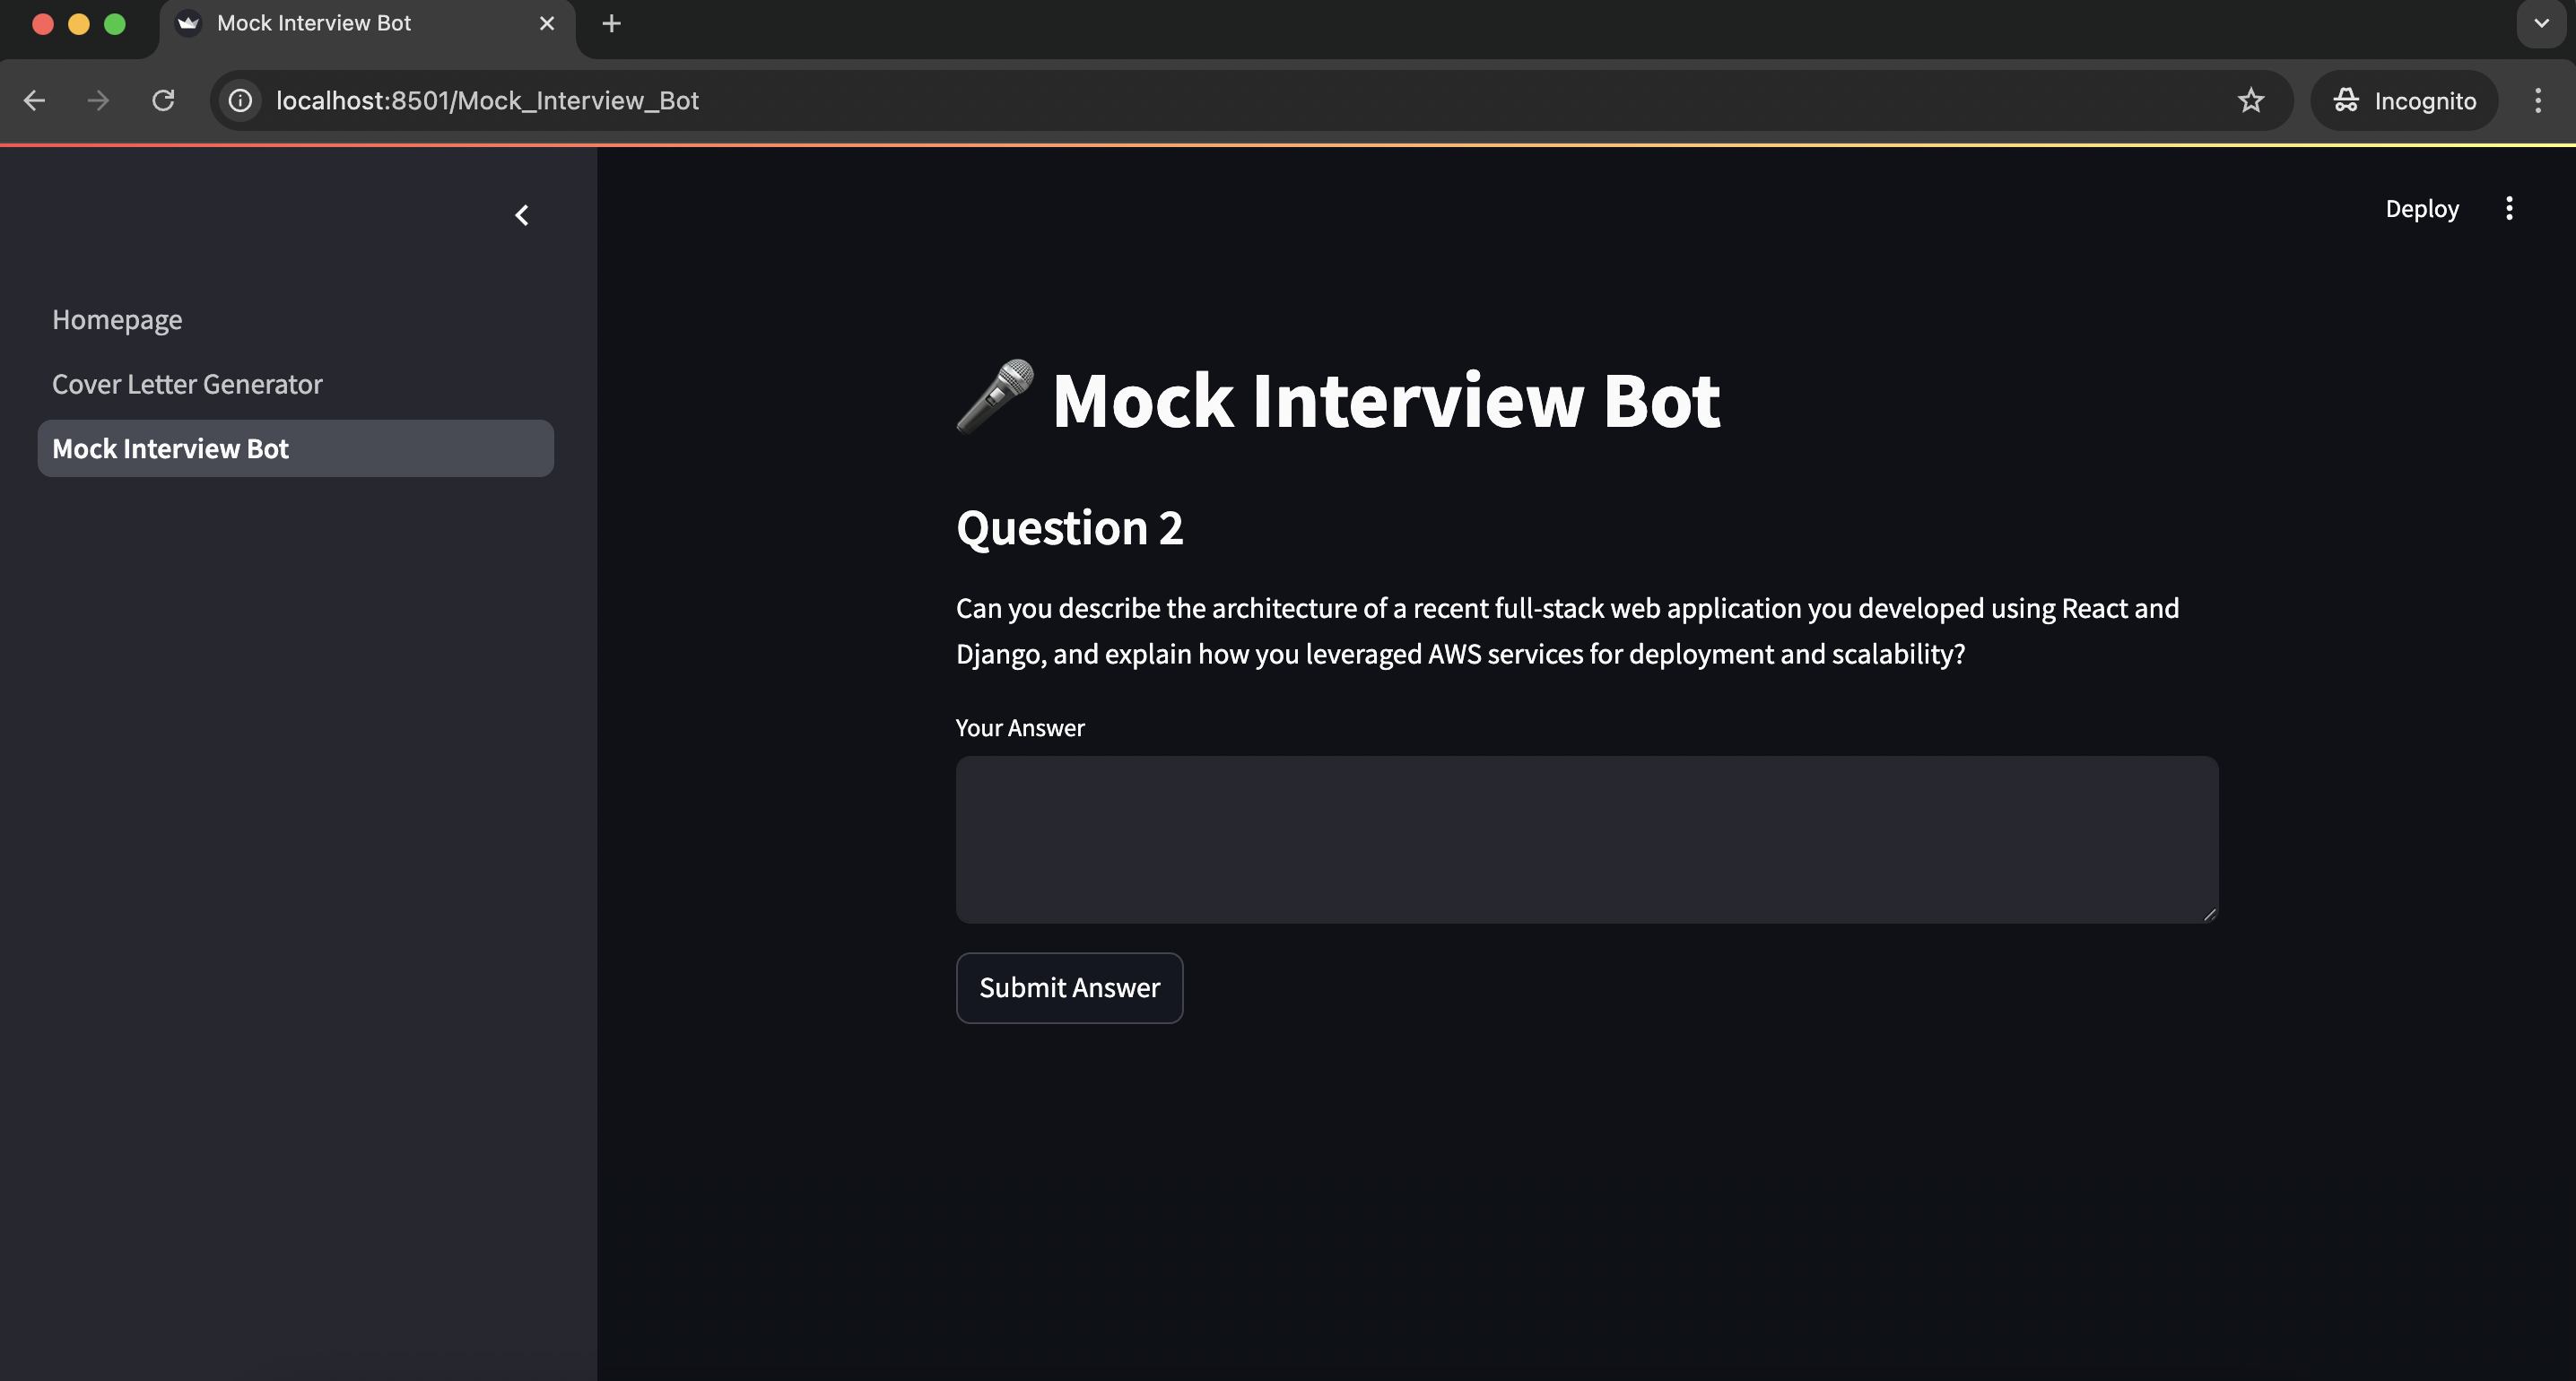 Mock Interview Bot
localhost:8501/Mock_Interview_Bot
Incognito
Deploy
Homepage
Cover Letter Generator
Mock Interview Bot
🎤 Mock Interview Bot
Question 2
Can you describe the architecture of a recent full-stack web application you developed using React and
Django, and explain how you leveraged AWS services for deployment and scalability?
Your Answer
Submit Answer